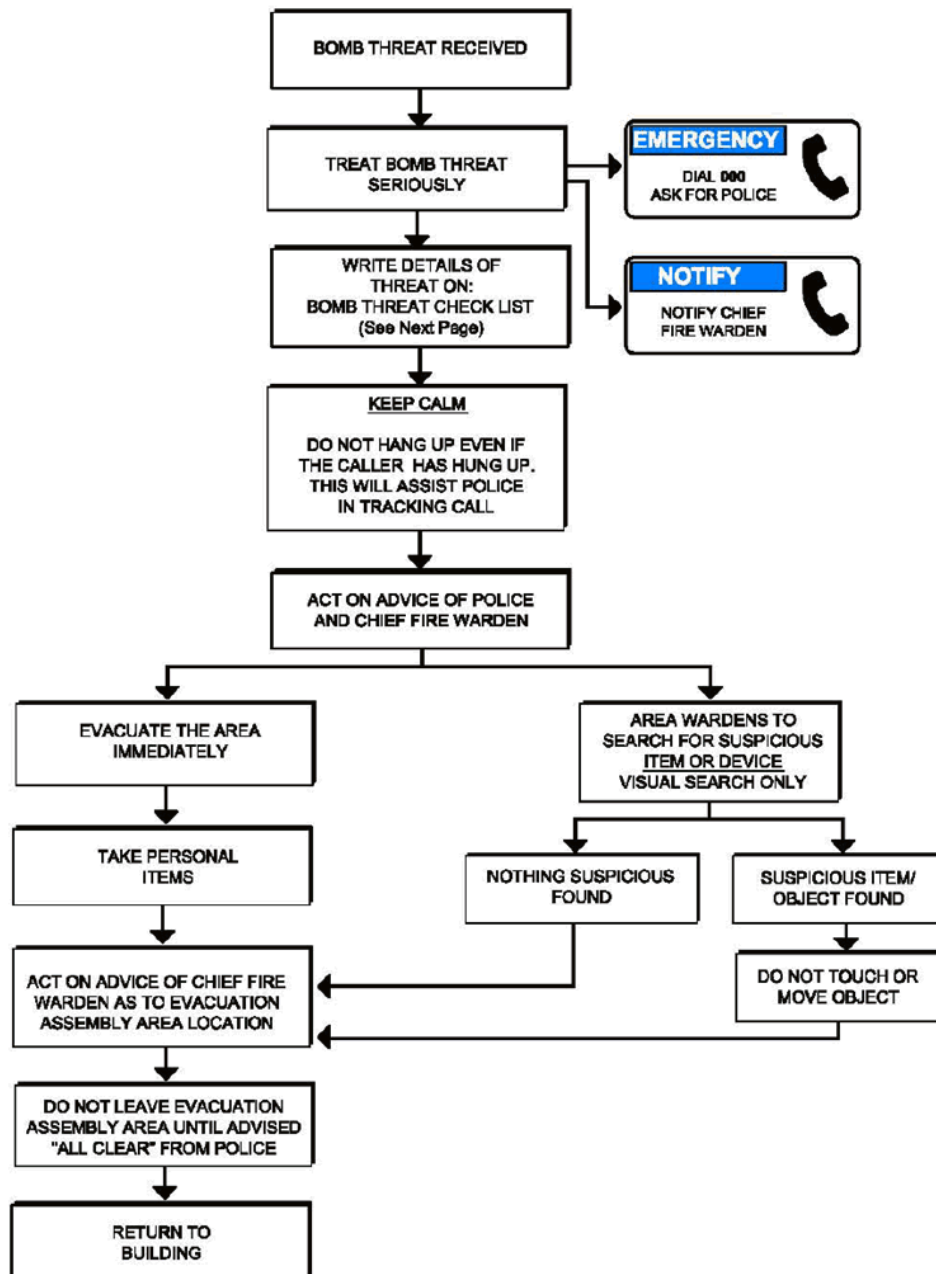 BOMB THREAT RECEIVED
TREAT BOMB THREAT
SERIOUSLY
EMERGENCY
DIAL 000
ASK FOR POLICE
WRITE DETAILS OF
THREAT ON:
BOMB THREAT CHECK LIST
(See Next Page)
NOTIFY
NOTIFY CHIEF
FIRE WARDEN
KEEP CALM
DO NOT HANG UP EVEN IF
THE CALLER HAS HUNG UP.
THIS WILL ASSIST POLICE
IN TRACKING CALL
ACT ON ADVICE OF POLICE
AND CHIEF FIRE WARDEN
EVACUATE THE AREA
IMMEDIATELY
AREA WARDENS TO
SEARCH FOR SUSPICIOUS
ITEM OR DEVICE
VISUAL SEARCH ONLY
TAKE PERSONAL
ITEMS
NOTHING SUSPICIOUS
FOUND
SUSPICIOUS ITEM/
OBJECT FOUND
ACT ON ADVICE OF CHIEF FIRE
WARDEN AS TO EVACUATION
ASSEMBLY AREA LOCATION
DO NOT TOUCH OR
MOVE OBJECT
DO NOT LEAVE EVACUATION
ASSEMBLY AREA UNTIL ADVISED
"ALL CLEAR" FROM POLICE
RETURN TO
BUILDING